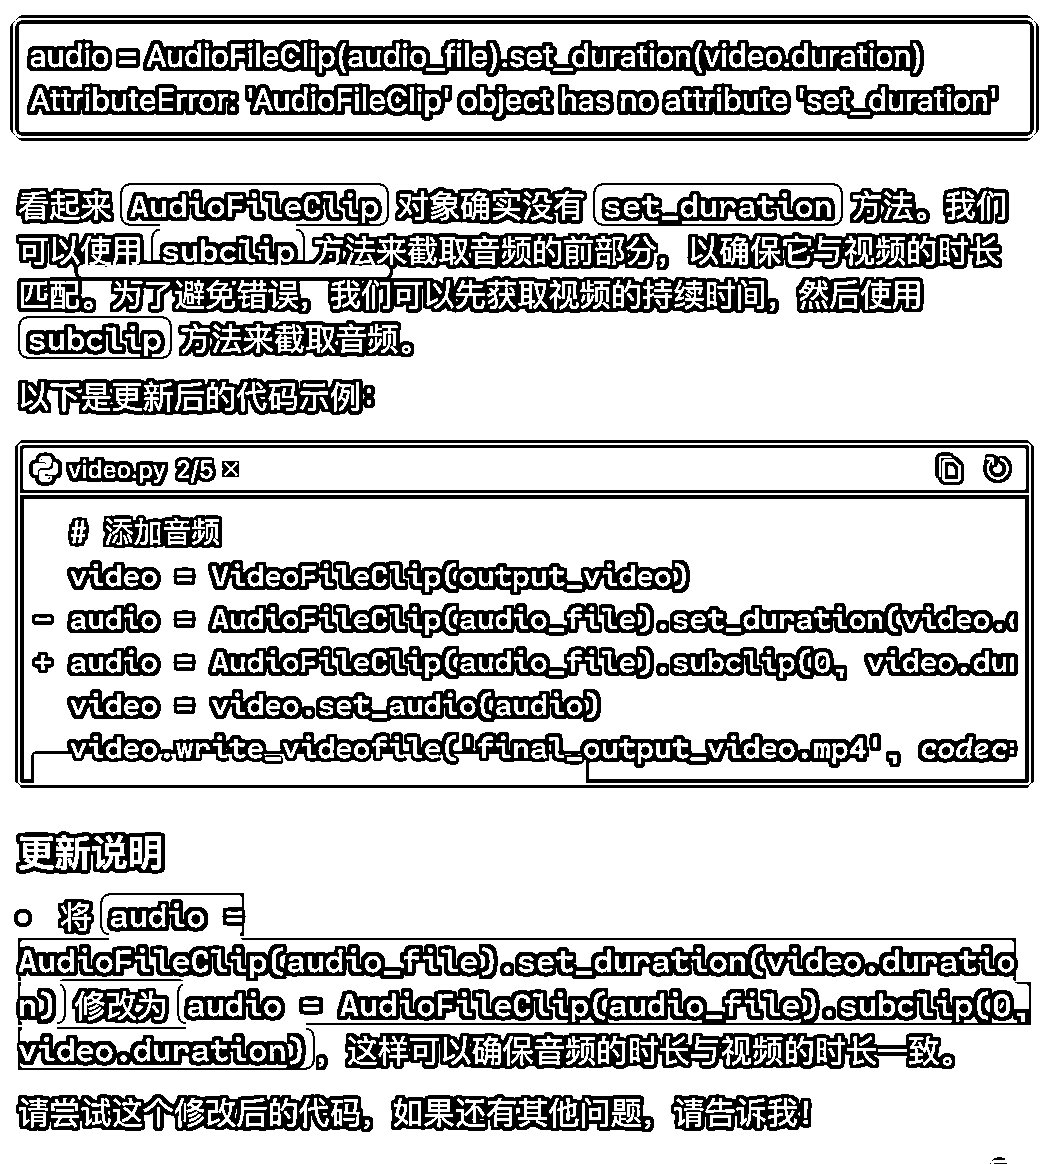 audio = AudioFileClip(audio_file).set_duration(video.duration)
AttributeError: 'AudioFileClip' object has no attribute 'set_duration'
看起来 AudioFileClip 对象确实没有 set_duration 方法。我们
可以使用 subclip 方法来截取音频的前部分，以确保它与视频的时长
匹配。为了避免错误，我们可以先获取视频的持续时间，然后使用
subclip 方法来截取音频。
以下是更新后的代码示例：
video.py 2/5
# 添加音频
video = VideoFileClip(output_video)
- audio = AudioFileClip(audio_file).set_duration(video.
+ audio = AudioFileClip(audio_file).subclip(0, video.du
video = video.set_audio(audio)
video.write_videofile('final_output_video.mp4', codec=
更新说明
将 audio =
AudioFileClip(audio_file).set_duration(video.duratio
n) 修改为 audio = AudioFileClip(audio_file).subclip(0,
video.duration)，这样可以确保音频的时长与视频的时长一致。
请尝试这个修改后的代码，如果还有其他问题，请告诉我！